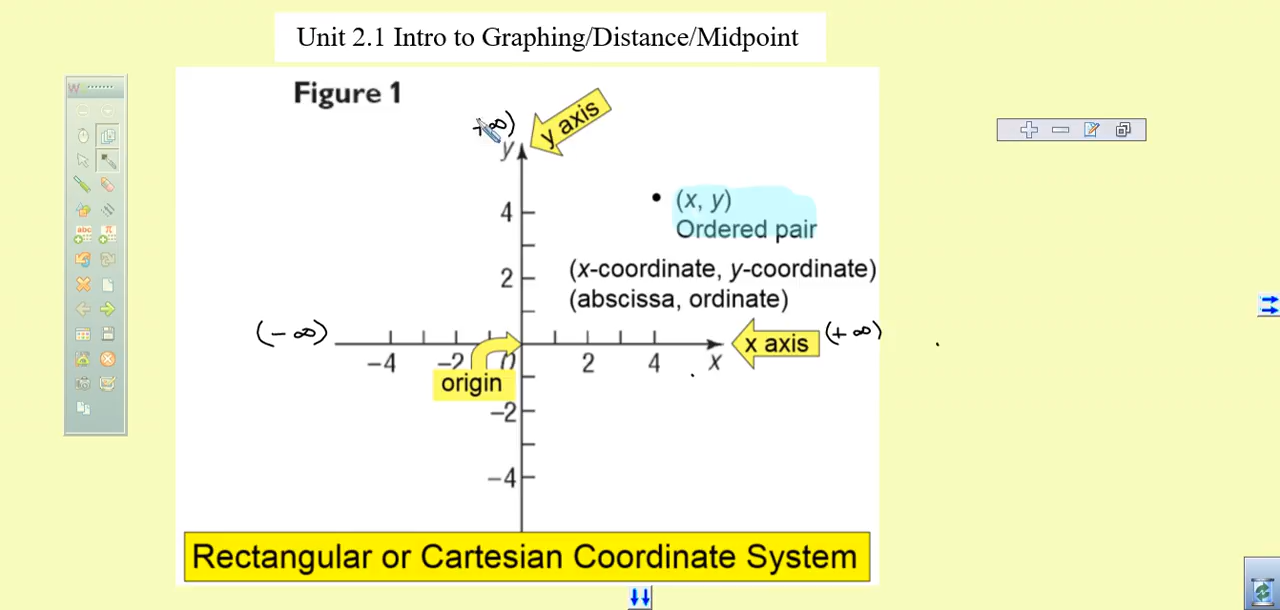 Unit 2.1 Intro to Graphing/Distance/Midpoint
W
Figure 1
+∞)
y axis
y
(x, y)
4
Ordered pair
abc
π
2
(x-coordinate, y-coordinate)
(abscissa, ordinate)
(- ∞)
x axis
(+ ∞)
−4
−2
0
2
4
x
origin
−2
−4
Rectangular or Cartesian Coordinate System